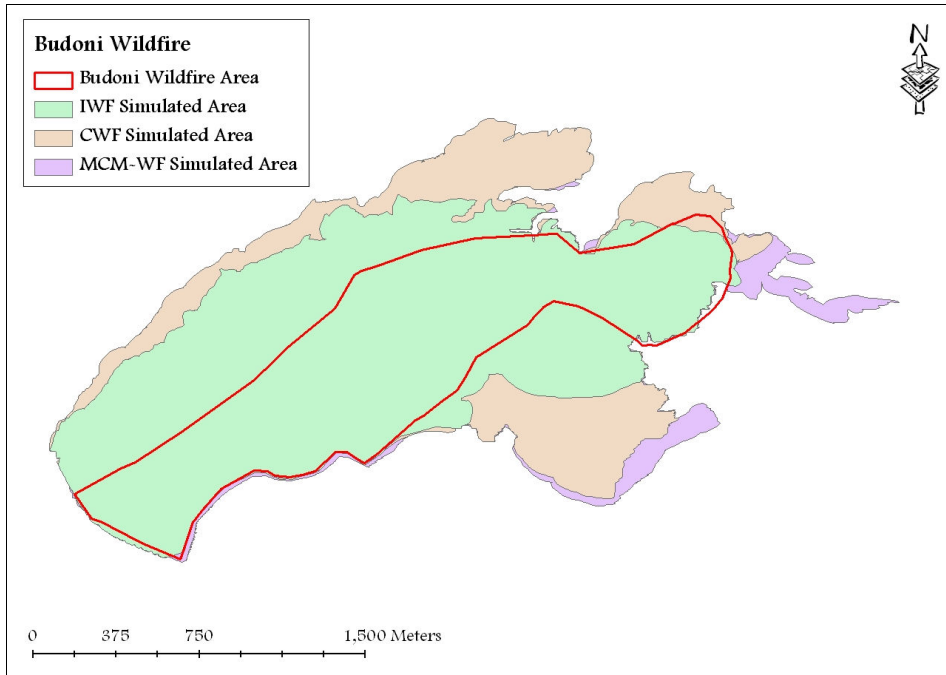 Budoni Wildfire
Budoni Wildfire Area
IWF Simulated Area
CWF Simulated Area
MCM-WF Simulated Area
N
0 375 750 1,500 Meters